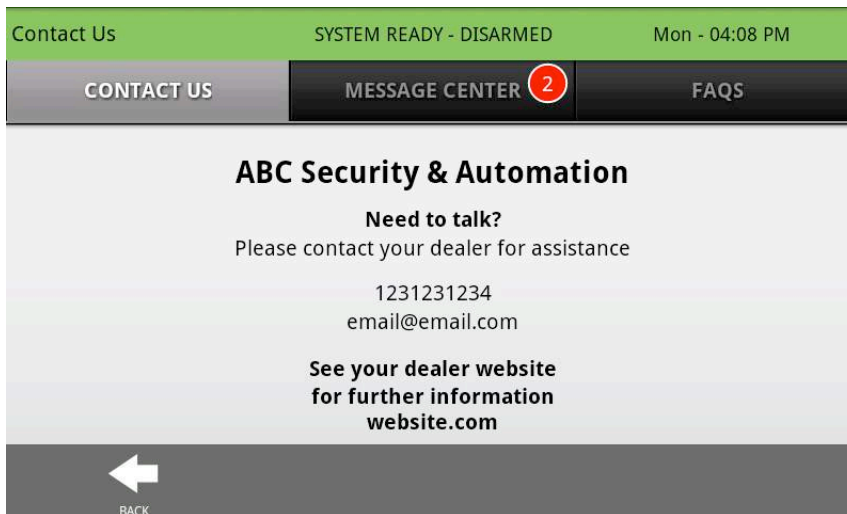 Contact Us SYSTEM READY - DISARMED Mon - 04:08 PM
CONTACT US MESSAGE CENTER 2 FAQS
ABC Security & Automation
Need to talk?
Please contact your dealer for assistance
1231231234
email@email.com
See your dealer website
for further information
website.com
BACK